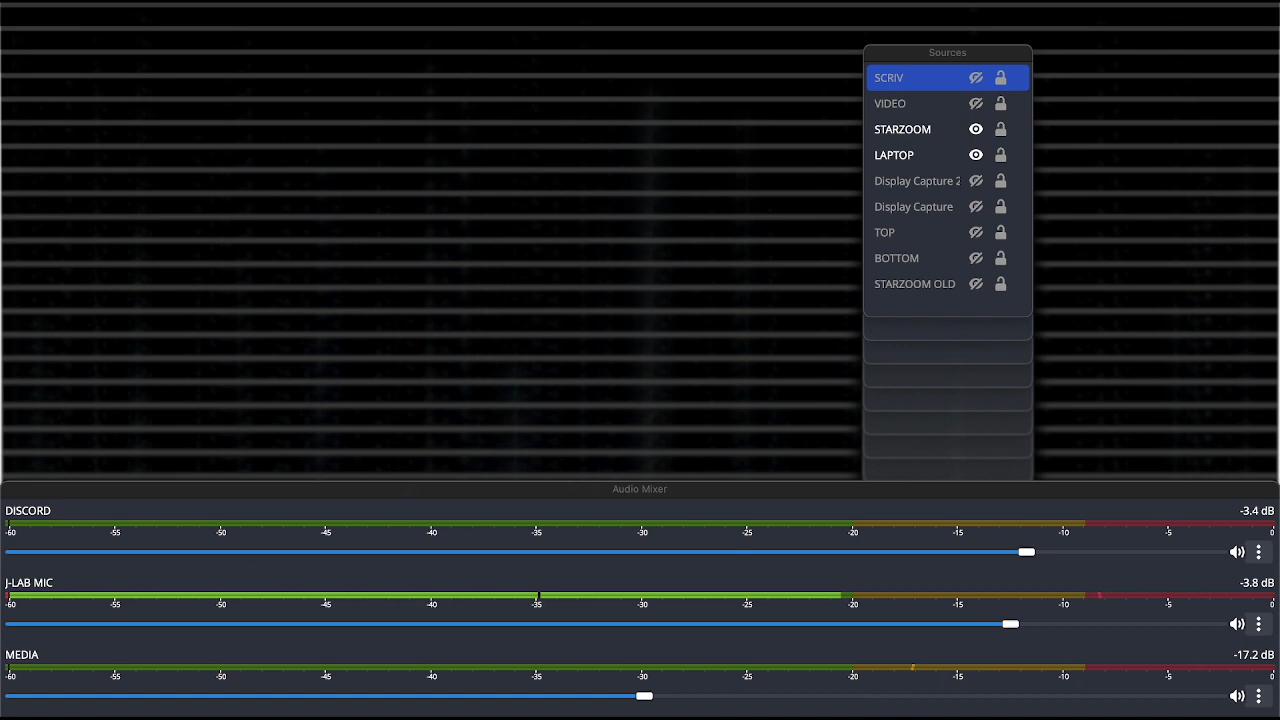 Sources
SCRIV
VIDEO
STARZOOM
LAPTOP
Display Capture 2
Display Capture
TOP
BOTTOM
STARZOOM OLD
Audio Mixer
DISCORD -3.4 dB
-60 -55 -50 -45 -40 -35 -30 -25 -20 -15 -10 -5 0
J-LAB MIC -3.8 dB
-60 -55 -50 -45 -40 -35 -30 -25 -20 -15 -10 -5 0
MEDIA -17.2 dB
-60 -55 -50 -45 -40 -35 -30 -25 -20 -15 -10 -5 0